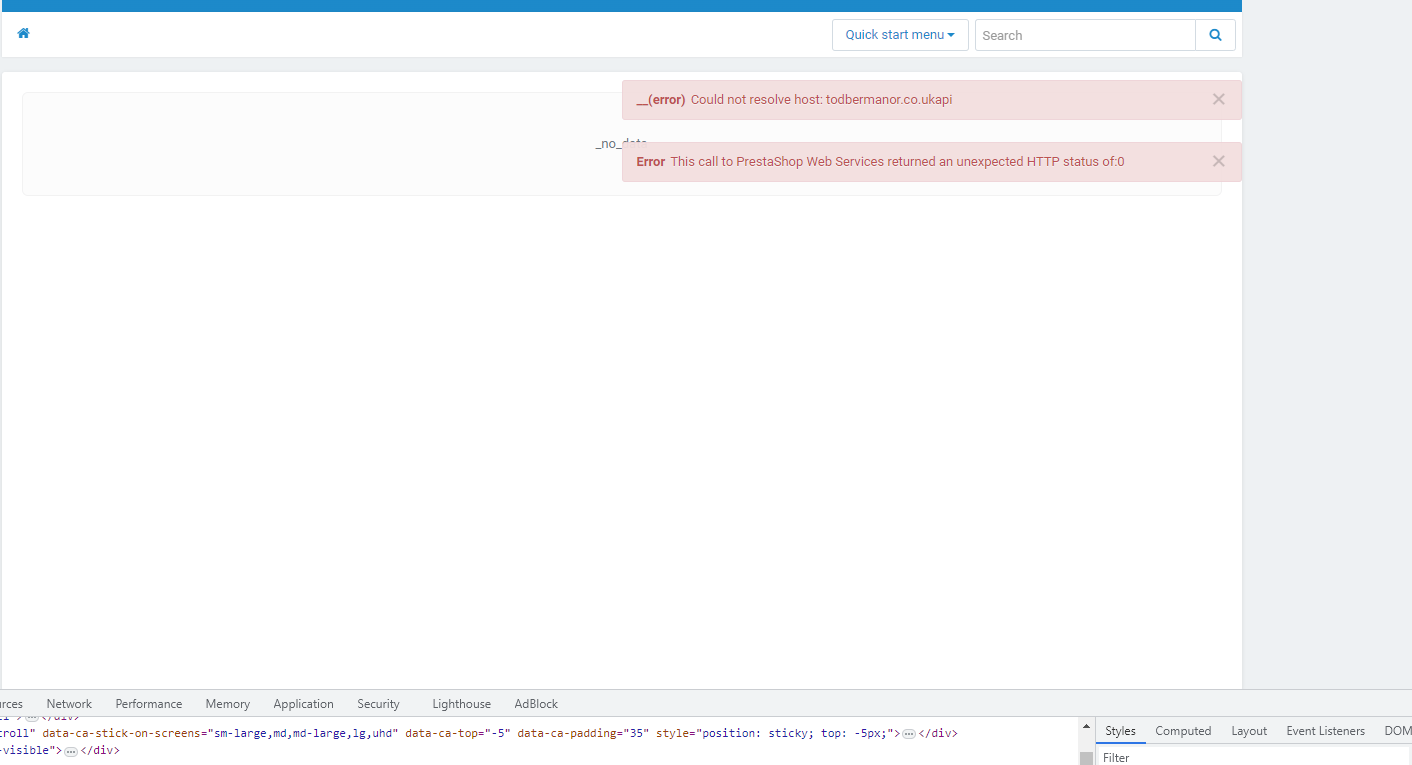 Quick start menu
Search
__(error) Could not resolve host: todbermanor.co.ukapi
_no_data
Error This call to PrestaShop Web Services returned an unexpected HTTP status of:0
Network Performance Memory Application Security Lighthouse AdBlock
troll" data-ca-stick-on-screens="sm-large,md,md-large,lg,uhd" data-ca-top="-5" data-ca-padding="35" style="position: sticky; top: -5px;">…</div>
-visible">…</div>
Styles Computed Layout Event Listeners DOM
Filter